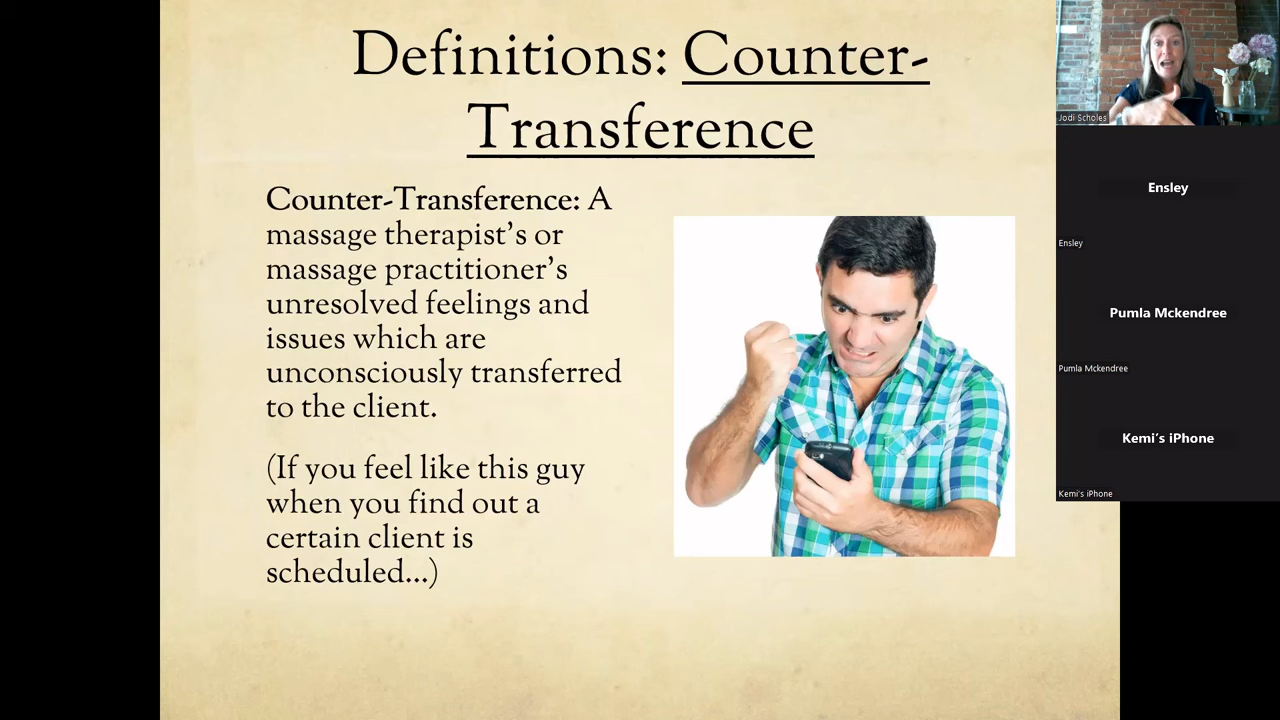 Definitions: Counter-
Transference
Counter-Transference: A
massage therapist’s or
massage practitioner’s
unresolved feelings and
issues which are
unconsciously transferred
to the client.
(If you feel like this guy
when you find out a
certain client is
scheduled…)
Jodi Scholes
Ensley
Ensley
Pumla Mckendree
Pumla Mckendree
Kemi’s iPhone
Kemi's iPhone